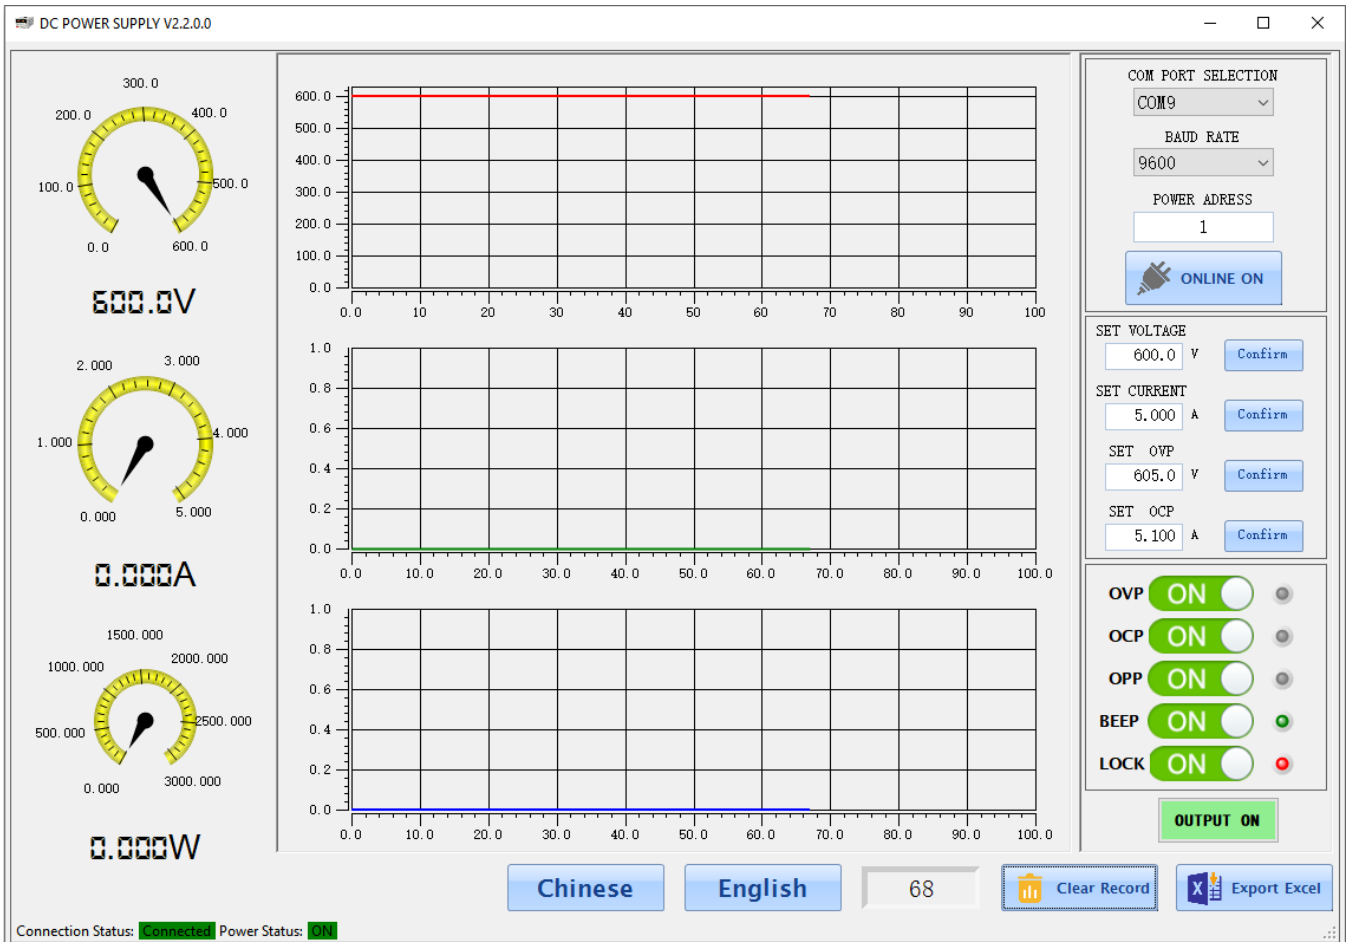 DC POWER SUPPLY V2.2.0.0
300.0
200.0
400.0
100.0
500.0
0.0
600.0
600.0V
2.000
3.000
1.000
4.000
0.000
5.000
0.000A
1500.000
1000.000
2000.000
500.000
2500.000
0.000
3000.000
0.000W
600.0
500.0
400.0
300.0
200.0
100.0
0.0
0.0 10 20 30 40 50 60 70 80 90 100
1.0
0.8
0.6
0.4
0.2
0.0
0.0 10.0 20.0 30.0 40.0 50.0 60.0 70.0 80.0 90.0 100.0
1.0
0.8
0.6
0.4
0.2
0.0
0.0 10.0 20.0 30.0 40.0 50.0 60.0 70.0 80.0 90.0 100.0
COM PORT SELECTION
COM9
BAUD RATE
9600
POWER ADRESS
1
ONLINE ON
SET VOLTAGE
600.0 V Confirm
SET CURRENT
5.000 A Confirm
SET OVP
605.0 V Confirm
SET OCP
5.100 A Confirm
OVP ON
OCP ON
OPP ON
BEEP ON
LOCK ON
OUTPUT ON
Chinese English 68 Clear Record Export Excel
Connection Status: Connected Power Status: ON